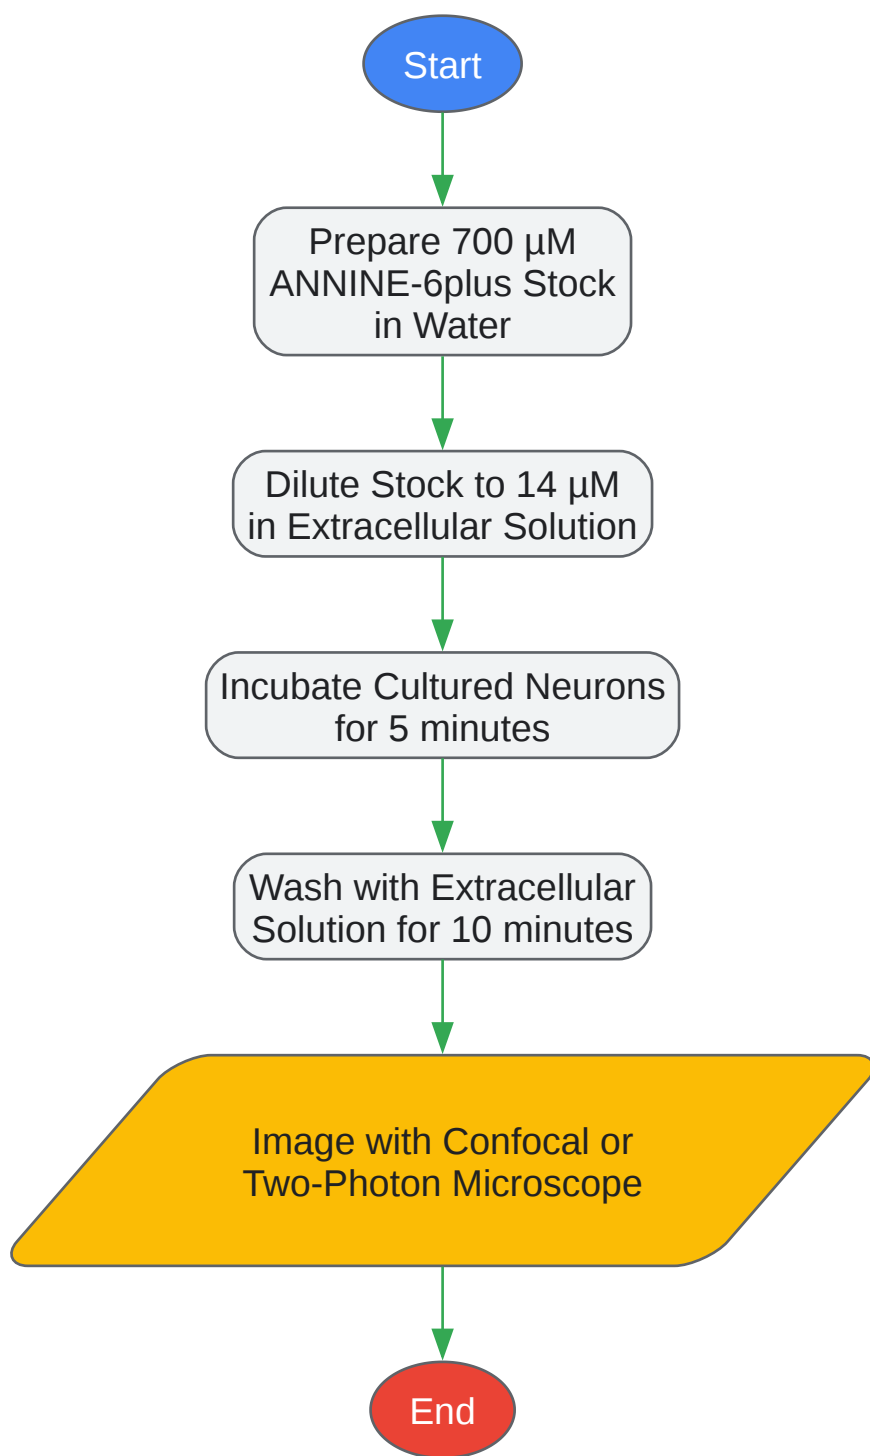 Start
Prepare 700 µM
ANNINE-6plus Stock
in Water
Dilute Stock to 14 µM
in Extracellular Solution
Incubate Cultured Neurons
for 5 minutes
Wash with Extracellular
Solution for 10 minutes
Image with Confocal or
Two-Photon Microscope
End